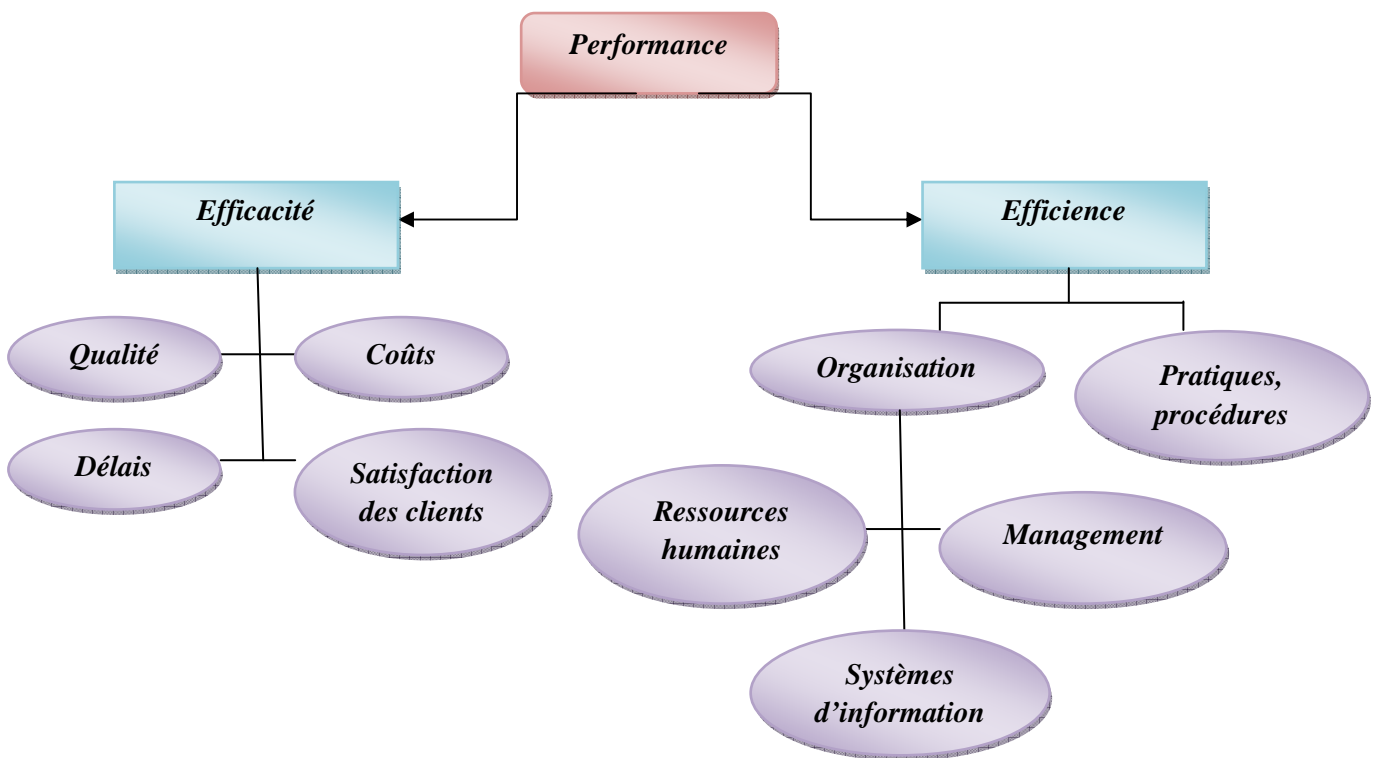 Performance
Efficacité
Efficience
Qualité
Coûts
Délais
Satisfaction
des clients
Organisation
Pratiques,
procédures
Ressources
humaines
Management
Systèmes
d'information